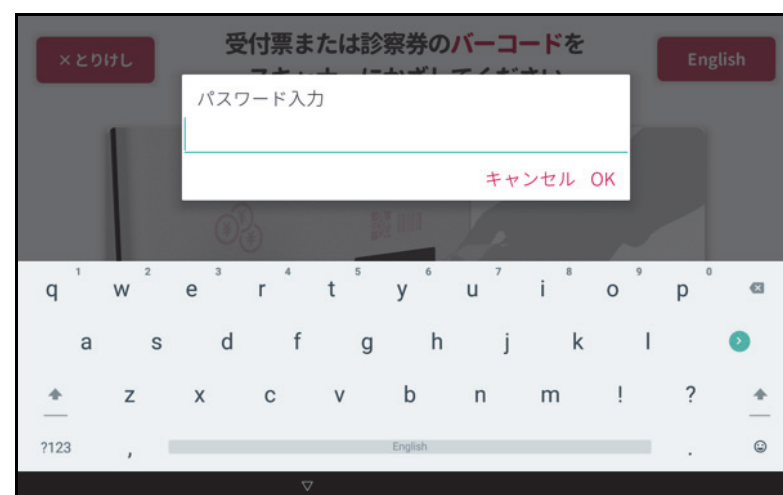 ×とりけし
受付票または診察券のバーコードを
English
パスワード入力
キャンセル OK
1 2 3 4 5 6 7 8 9 0
q w e r t y u i o p
a s d f g h j k l
z x c v b n m ! ?
?123 , English .